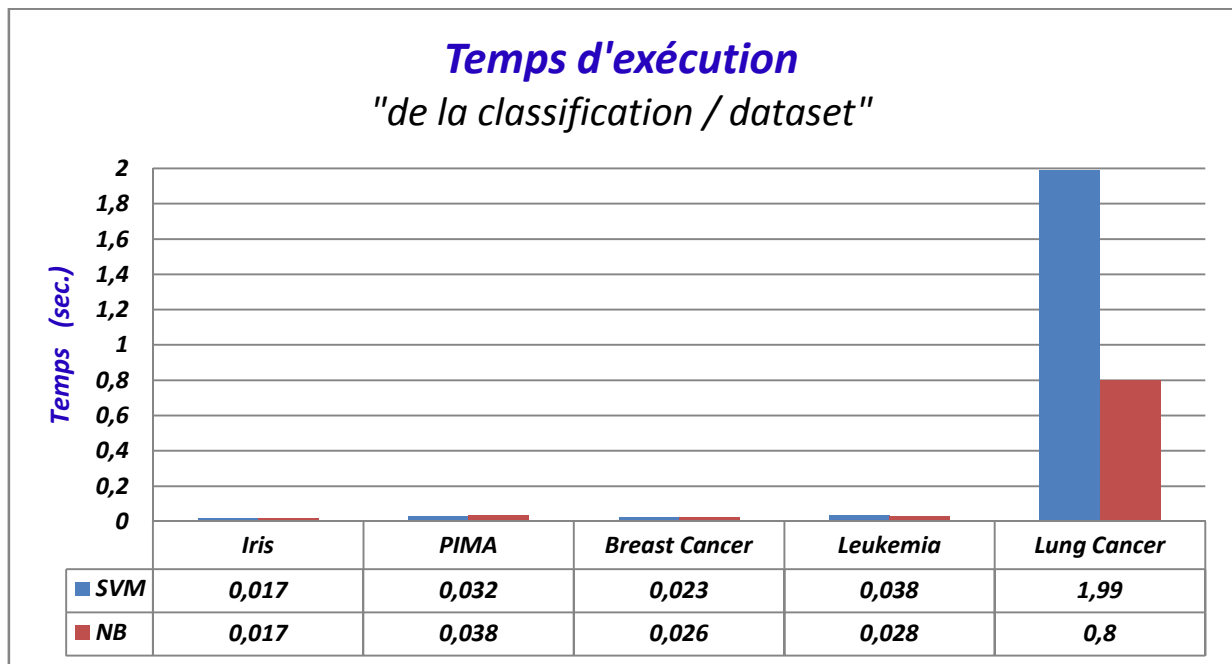 Temps d'exécution
"de la classification / dataset"
Temps (sec.)
2
1,8
1,6
1,4
1,2
1
0,8
0,6
0,4
0,2
0
Iris PIMA Breast Cancer Leukemia Lung Cancer
SVM 0,017 0,032 0,023 0,038 1,99
NB 0,017 0,038 0,026 0,028 0,8